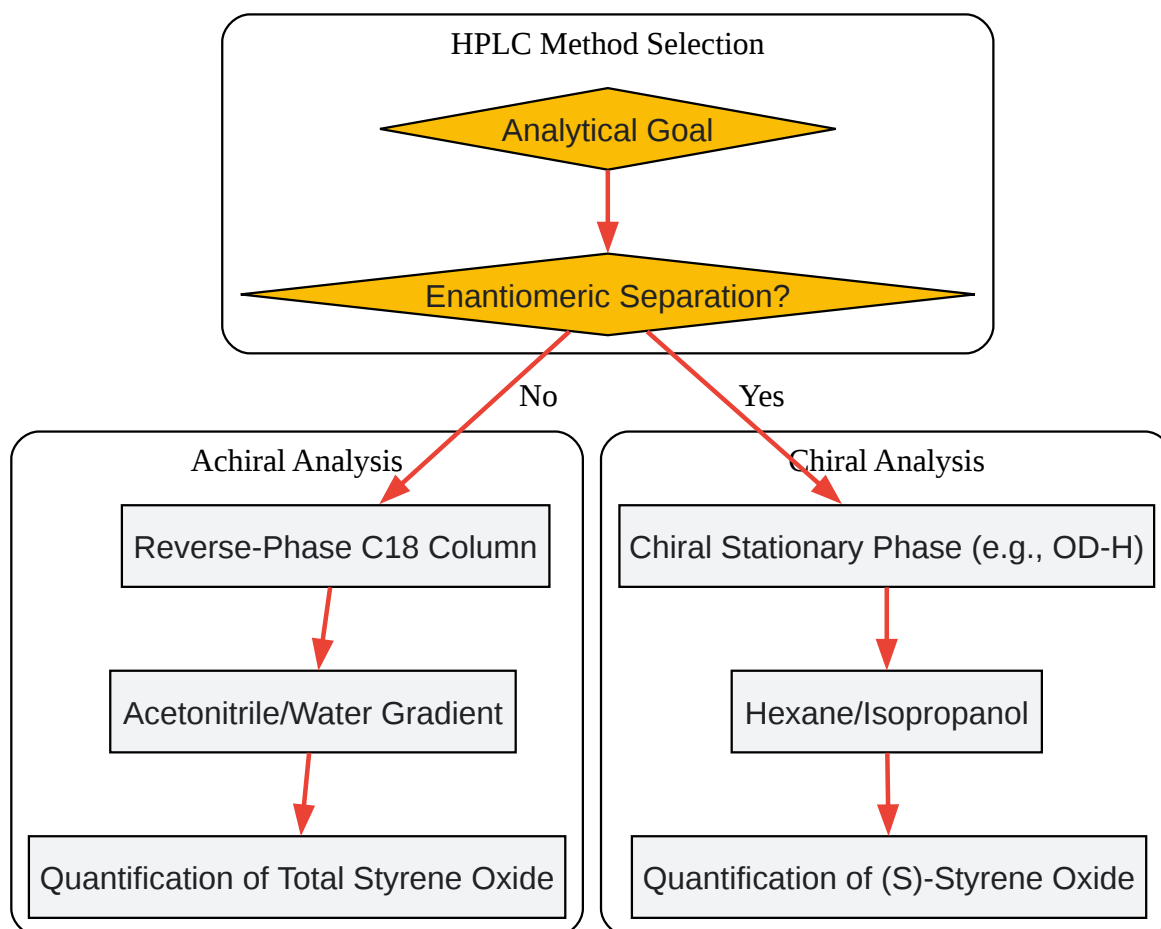 HPLC Method Selection
Analytical Goal
Enantiomeric Separation?
No
Yes
Achiral Analysis
Reverse-Phase C18 Column
Acetonitrile/Water Gradient
Quantification of Total Styrene Oxide
Chiral Analysis
Chiral Stationary Phase (e.g., OD-H)
Hexane/Isopropanol
Quantification of (S)-Styrene Oxide